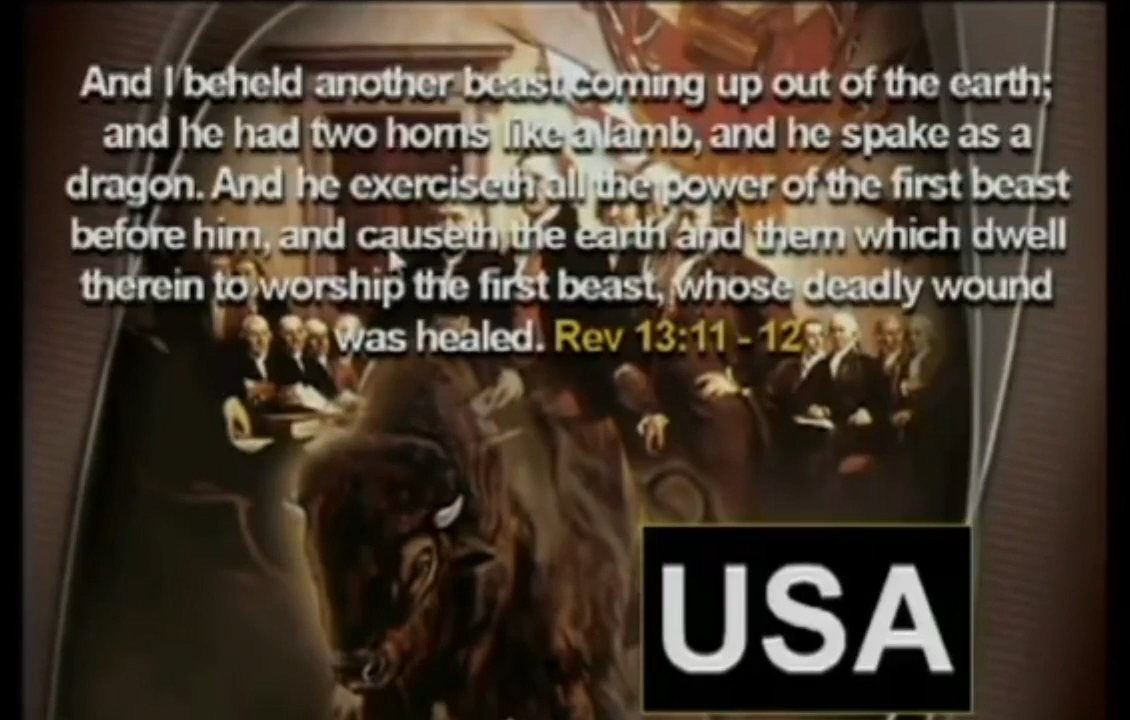 And I beheld another beast coming up out of the earth;
and he had two horns like a lamb, and he spake as a
dragon. And he exerciseth all the power of the first beast
before him, and causeth the earth and them which dwell
therein to worship the first beast, whose deadly wound
was healed. Rev 13:11 - 12
USA